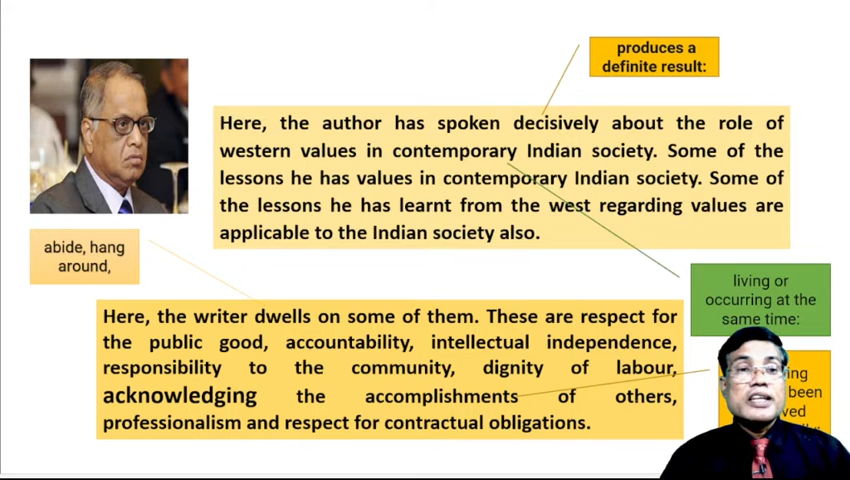 produces a
definite result:
Here, the author has spoken decisively about the role of
western values in contemporary Indian society. Some of the
lessons he has values in contemporary Indian society. Some of
the lessons he has learnt from the west regarding values are
applicable to the Indian society also.
abide, hang
around,
living or
occurring at the
same time:
Here, the writer dwells on some of them. These are respect for
the public good, accountability, intellectual independence,
responsibility to the community, dignity of labour,
acknowledging the accomplishments of others,
professionalism and respect for contractual obligations.
been